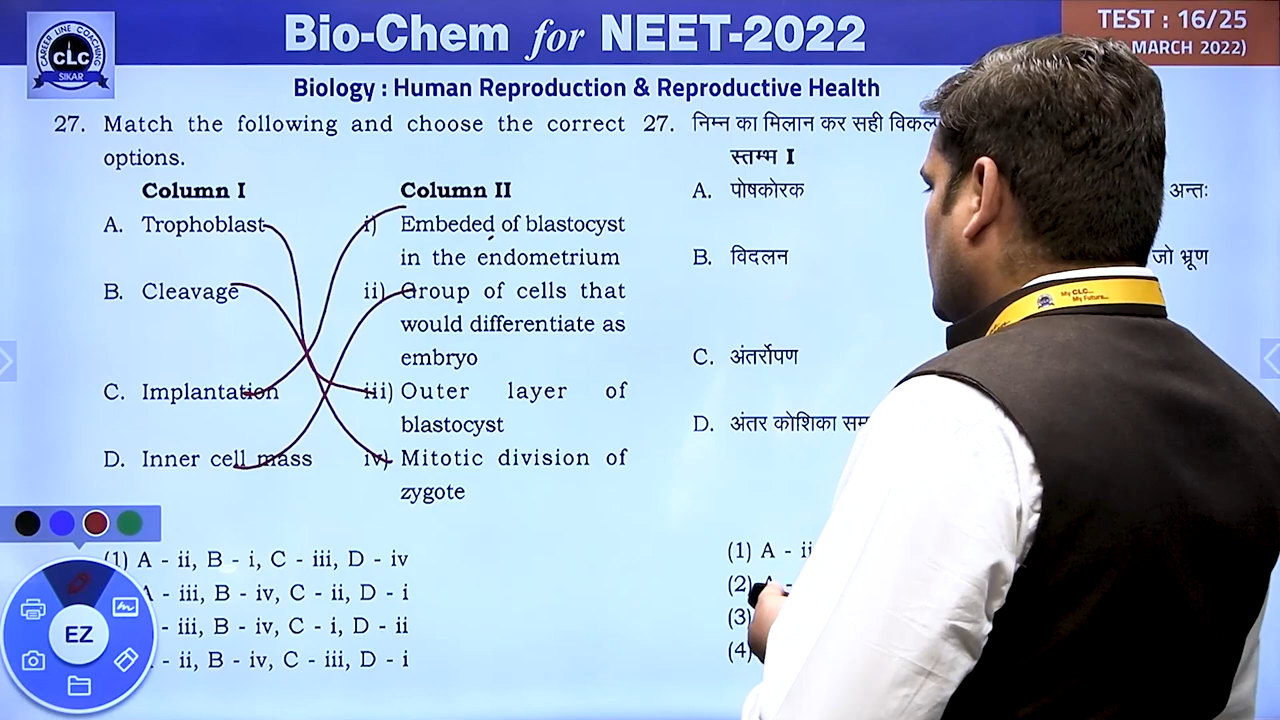 CAREER LINE COACHING
CLC
SIKAR
Bio-Chem for NEET-2022
TEST : 16/25
MARCH 2022)
Biology : Human Reproduction & Reproductive Health
27. Match the following and choose the correct
options.
Column I Column II
A. Trophoblast i) Embeded of blastocyst
in the endometrium
B. Cleavage ii) Group of cells that
would differentiate as
embryo
C. Implantation iii) Outer layer of
blastocyst
D. Inner cell mass iv) Mitotic division of
zygote
(1) A - ii, B - i, C - iii, D - iv
A - iii, B - iv, C - ii, D - i
- iii, B - iv, C - i, D - ii
- ii, B - iv, C - iii, D - i
27. निम्न का मिलान कर सही
स्तम्भ I
A. पोषकोरक अन्तः
B. विदलन जो भ्रूण
C. अंतर्रोपण
D. अंतर कोशिका
(1) A - ii
(2) A -
(3)
(4)
My CLC...
My Future...
EZ